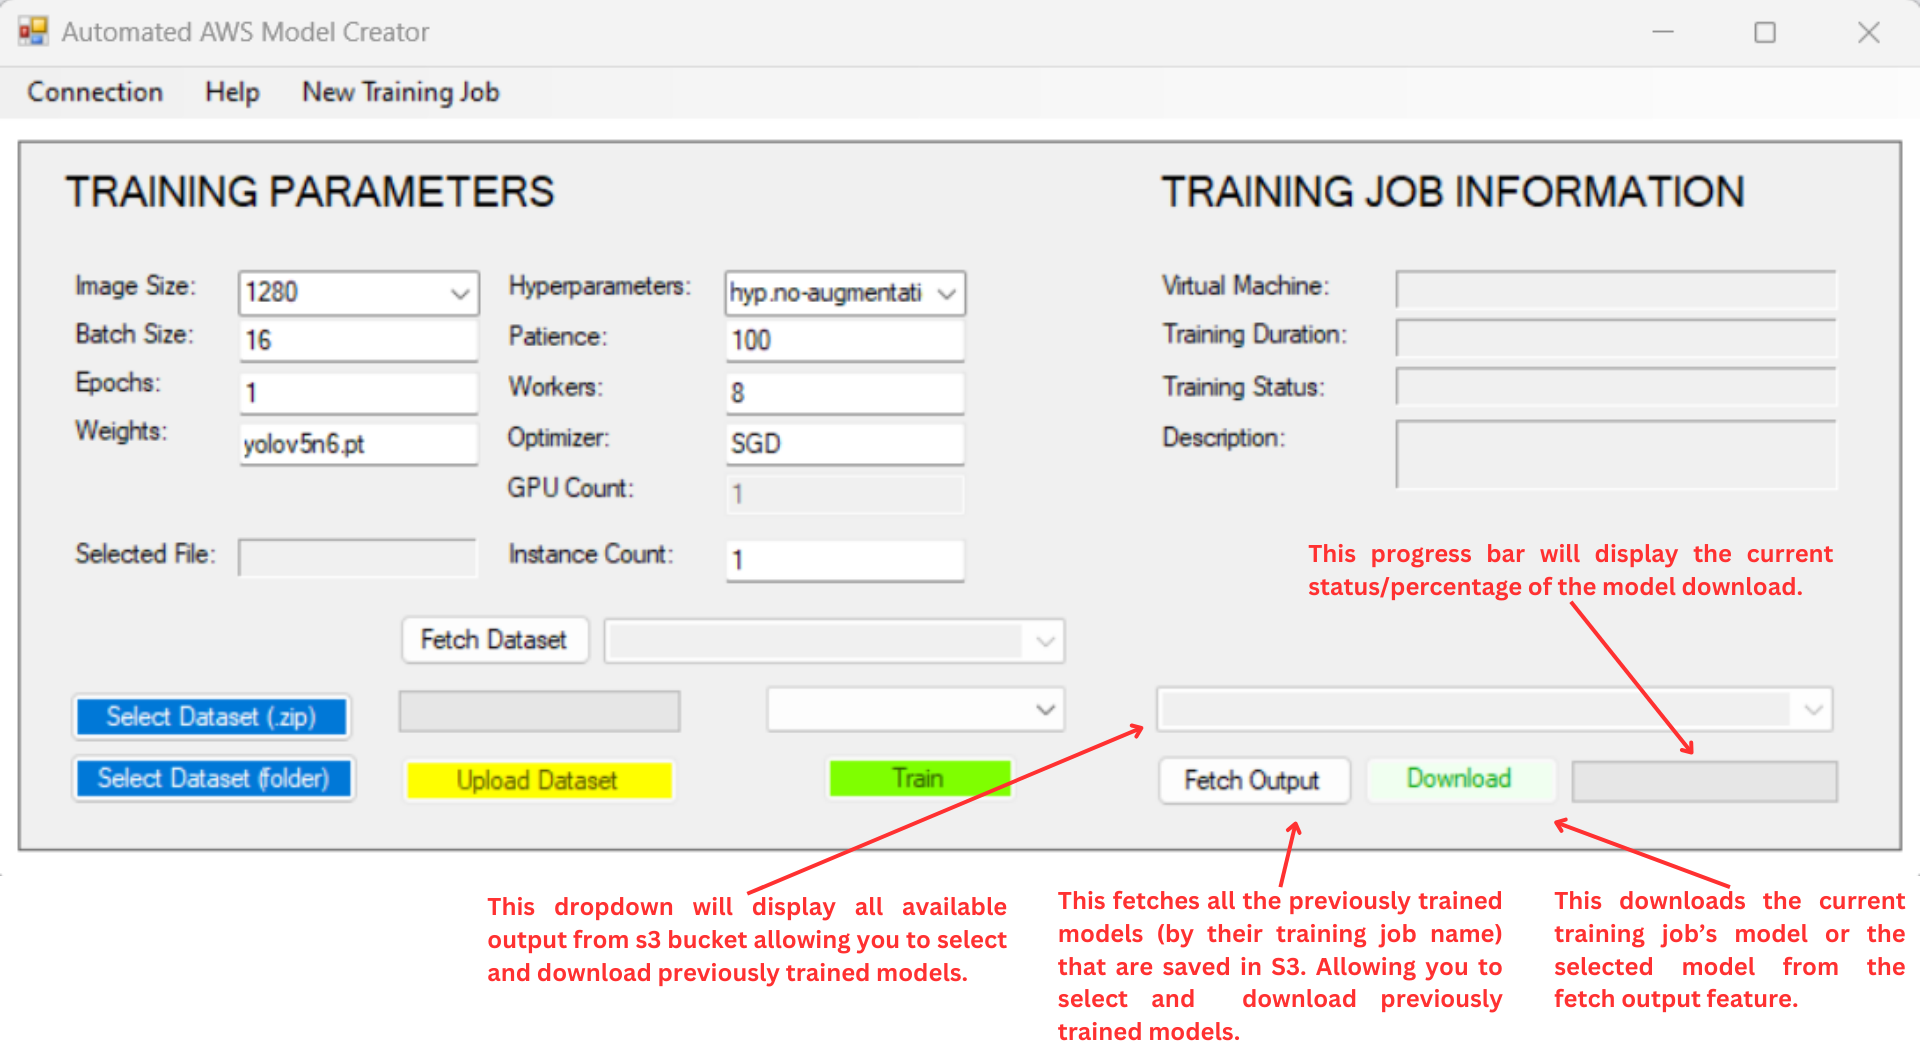 Automated AWS Model Creator
Connection Help New Training Job
TRAINING PARAMETERS
Image Size: 1280
Batch Size: 16
Epochs: 1
Weights: yolov5n6.pt
Hyperparameters: hyp.no-augmentati
Patience: 100
Workers: 8
Optimizer: SGD
GPU Count: 1
Selected File:
Instance Count: 1
Fetch Dataset
Select Dataset (.zip)
Select Dataset (folder)
Upload Dataset
Train
TRAINING JOB INFORMATION
Virtual Machine:
Training Duration:
Training Status:
Description:
This progress bar will display the current
status/percentage of the model download.
Fetch Output
Download
This dropdown will display all available
output from s3 bucket allowing you to select
and download previously trained models.
This fetches all the previously trained
models (by their training job name)
that are saved in S3. Allowing you to
select and download previously
trained models.
This downloads the current
training job's model or the
selected model from the
fetch output feature.